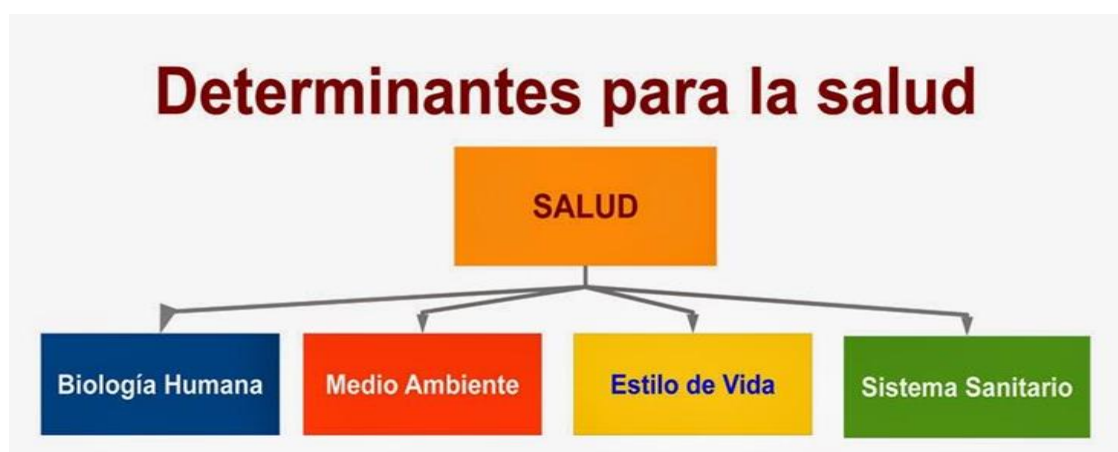 Determinantes para la salud
SALUD
Biología Humana
Medio Ambiente
Estilo de Vida
Sistema Sanitario